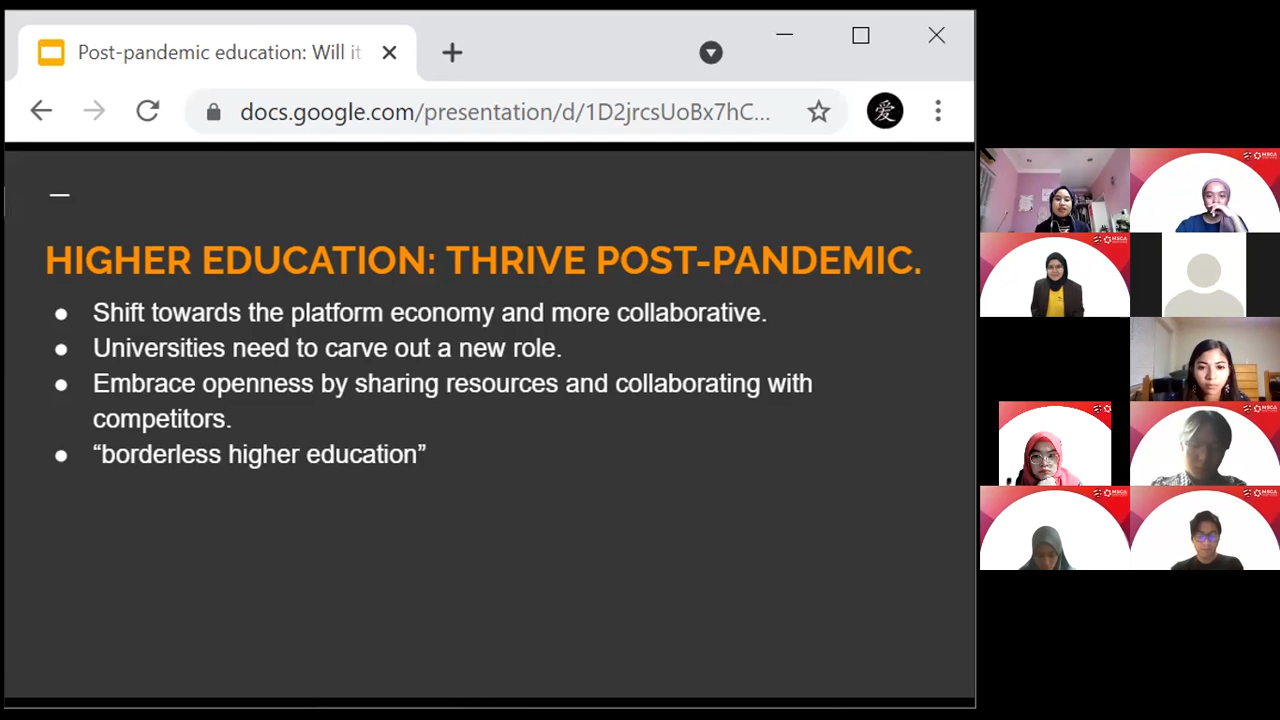 Post-pandemic education: Will it
docs.google.com/presentation/d/1D2jrcsUoBx7hC...
爱
HIGHER EDUCATION: THRIVE POST-PANDEMIC.
● Shift towards the platform economy and more collaborative.
● Universities need to carve out a new role.
● Embrace openness by sharing resources and collaborating with
competitors.
● “borderless higher education”